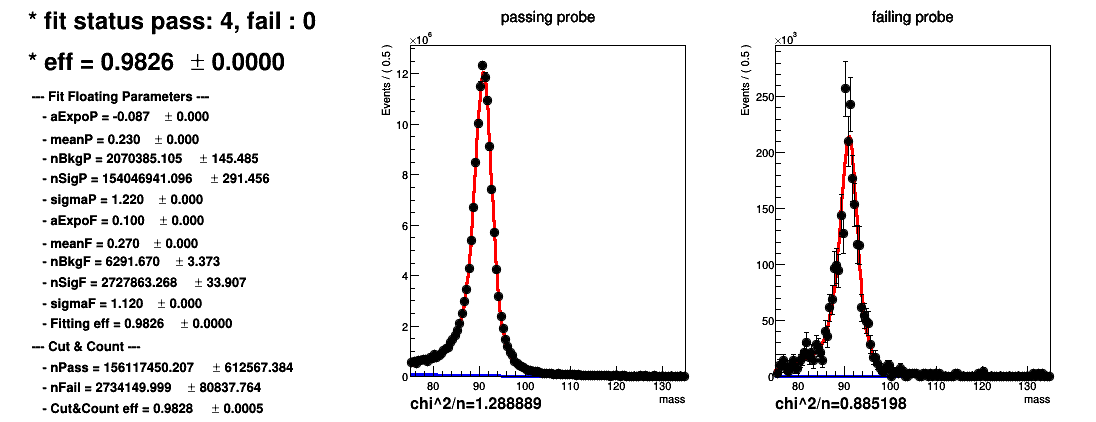 * fit status pass: 4, fail : 0
* eff = 0.9826 ± 0.0000
--- Fit Floating Parameters ---
- aExpoP = -0.087 ± 0.000
- meanP = 0.230 ± 0.000
- nBkgP = 2070385.105 ± 145.485
- nSigP = 154046941.096 ± 291.456
- sigmaP = 1.220 ± 0.000
- aExpoF = 0.100 ± 0.000
- meanF = 0.270 ± 0.000
- nBkgF = 6291.670 ± 3.373
- nSigF = 2727863.268 ± 33.907
- sigmaF = 1.120 ± 0.000
- Fitting eff = 0.9826 ± 0.0000
--- Cut & Count ---
- nPass = 156117450.207 ± 612567.384
- nFail = 2734149.999 ± 80837.764
- Cut&Count eff = 0.9828 ± 0.0005
passing probe
×10^6
Events / ( 0.5 )
12
10
8
6
4
2
0
80 90 100 110 120 130
mass
chi^2/n=1.288889
failing probe
×10^3
Events / ( 0.5 )
250
200
150
100
50
0
80 90 100 110 120 130
mass
chi^2/n=0.885198